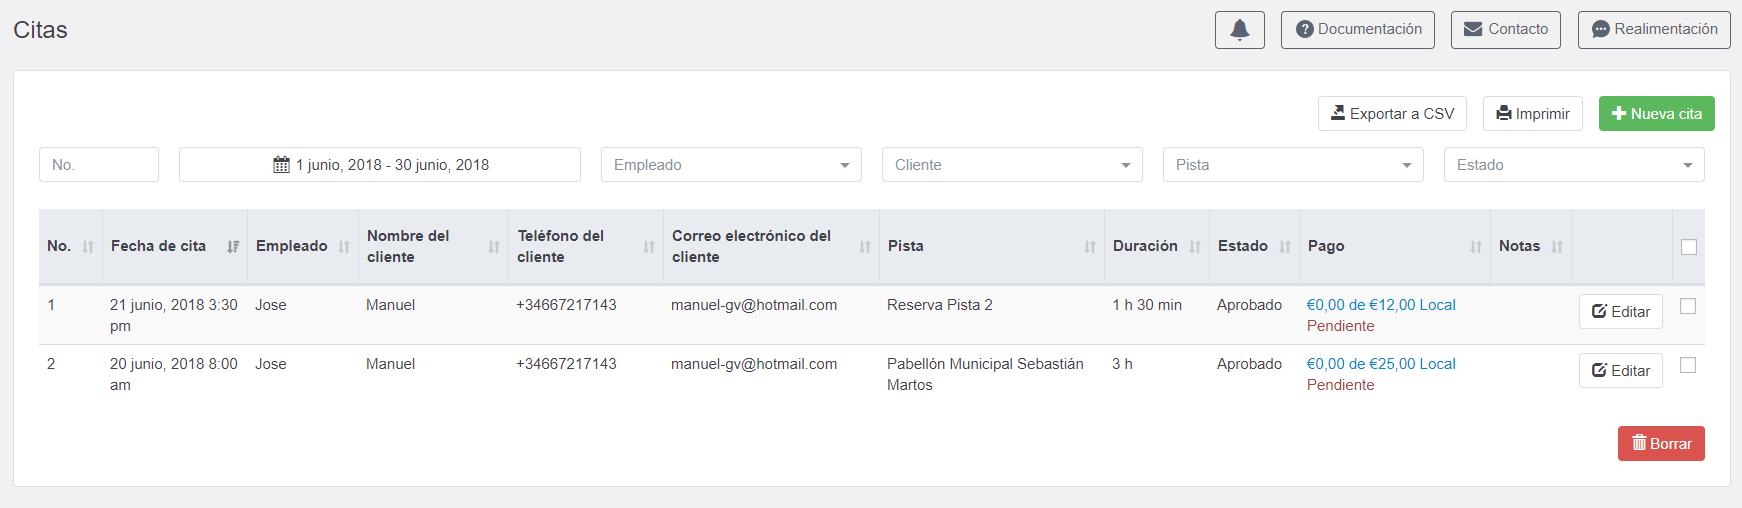 Citas
Documentación
Contacto
Realimentación
Exportar a CSV
Imprimir
Nueva cita
No.
1 junio, 2018 - 30 junio, 2018
Empleado
Cliente
Pista
Estado
No.
Fecha de cita
Empleado
Nombre del
cliente
Teléfono del
cliente
Correo electrónico del
cliente
Pista
Duración
Estado
Pago
Notas
1
21 junio, 2018 3:30
pm
Jose
Manuel
+34667217143
manuel-gv@hotmail.com
Reserva Pista 2
1 h 30 min
Aprobado
€0,00 de €12,00 Local
Pendiente
Editar
2
20 junio, 2018 8:00
am
Jose
Manuel
+34667217143
manuel-gv@hotmail.com
Pabellón Municipal Sebastián
Martos
3 h
Aprobado
€0,00 de €25,00 Local
Pendiente
Editar
Borrar